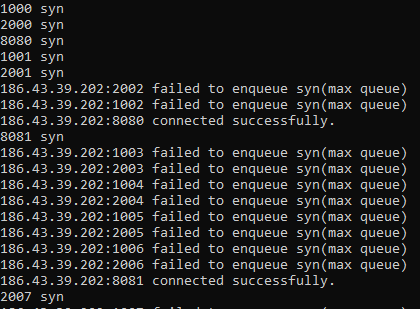 1000 syn
2000 syn
8080 syn
1001 syn
2001 syn
186.43.39.202:2002 failed to enqueue syn(max queue)
186.43.39.202:1002 failed to enqueue syn(max queue)
186.43.39.202:8080 connected successfully.
8081 syn
186.43.39.202:1003 failed to enqueue syn(max queue)
186.43.39.202:2003 failed to enqueue syn(max queue)
186.43.39.202:1004 failed to enqueue syn(max queue)
186.43.39.202:2004 failed to enqueue syn(max queue)
186.43.39.202:1005 failed to enqueue syn(max queue)
186.43.39.202:2005 failed to enqueue syn(max queue)
186.43.39.202:1006 failed to enqueue syn(max queue)
186.43.39.202:2006 failed to enqueue syn(max queue)
186.43.39.202:8081 connected successfully.
2007 syn